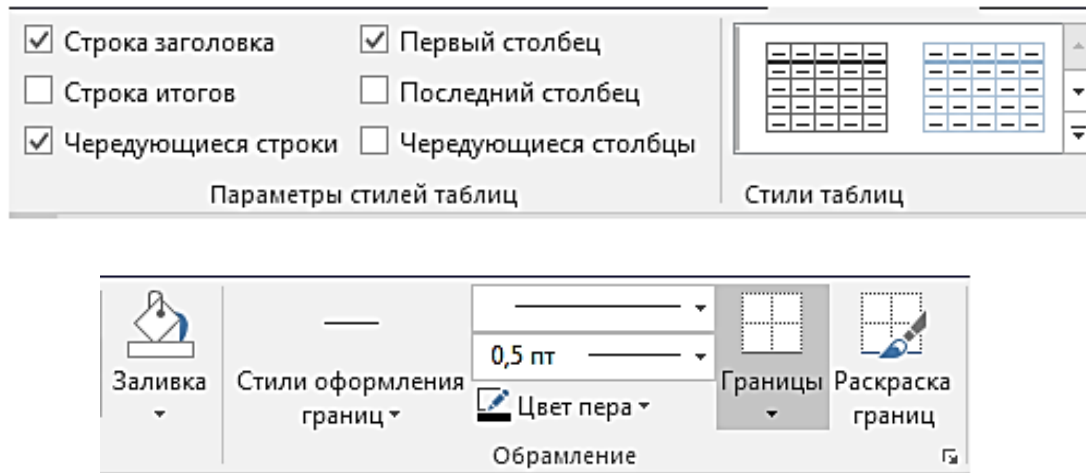 Строка заголовка
Первый столбец
Строка итогов
Последний столбец
Чередующиеся строки
Чередующиеся столбцы
Параметры стилей таблиц
Стили таблиц
0,5 пт
Заливка
Стили оформления
границ
Цвет пера
Границы
Раскраска
границ
Обрамление